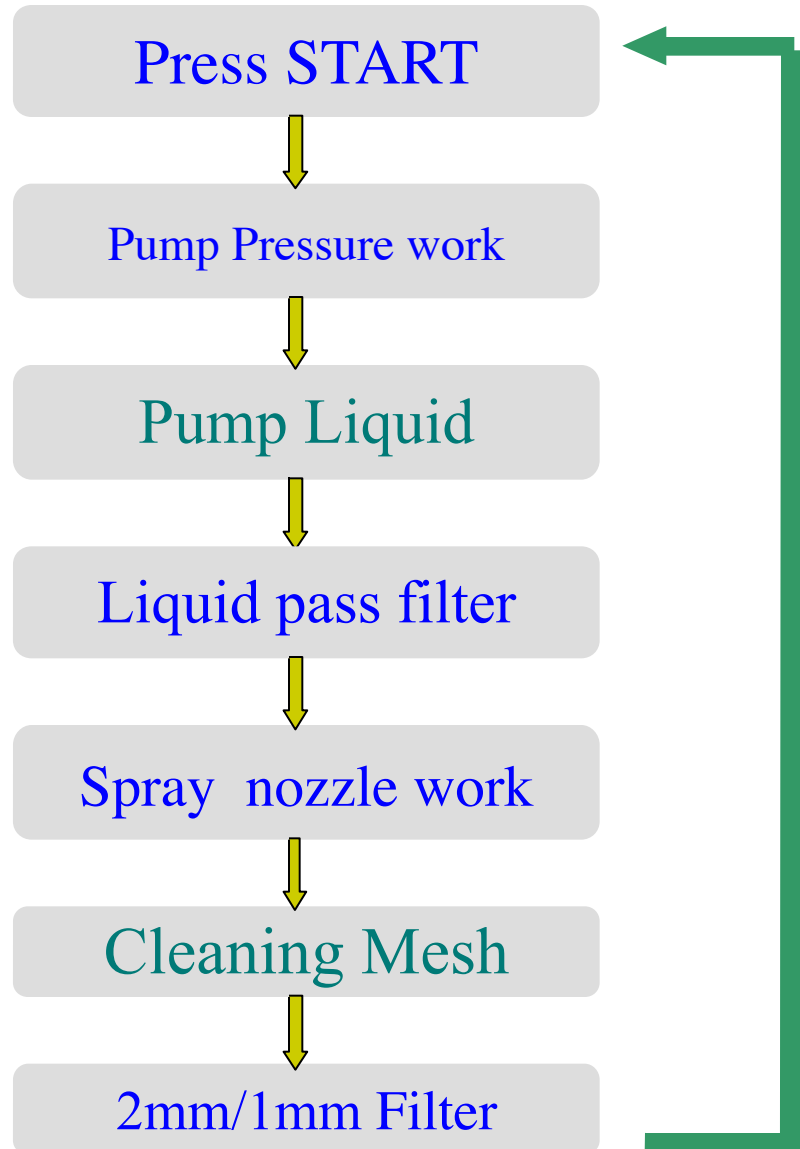 Press START
Pump Pressure work
Pump Liquid
Liquid pass filter
Spray  nozzle work
Cleaning Mesh
2mm/1mm Filter